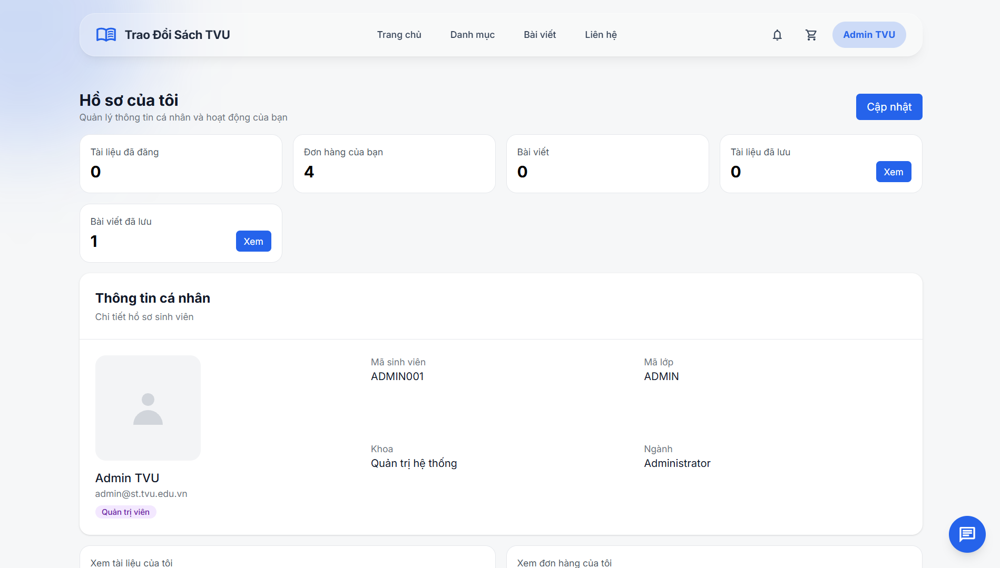 Trao Đổi Sách TVU
Trang chủ
Danh mục
Bài viết
Liên hệ
Admin TVU
Hồ sơ của tôi
Quản lý thông tin cá nhân và hoạt động của bạn
Cập nhật
Tài liệu đã đăng
0
Đơn hàng của bạn
4
Bài viết
0
Tài liệu đã lưu
0
Xem
Bài viết đã lưu
1
Xem
Thông tin cá nhân
Chi tiết hồ sơ sinh viên
Mã sinh viên
ADMIN001
Mã lớp
ADMIN
Khoa
Quản trị hệ thống
Ngành
Administrator
Admin TVU
admin@st.tvu.edu.vn
Quản trị viên
Xem tài liệu của tôi
Xem đơn hàng của tôi